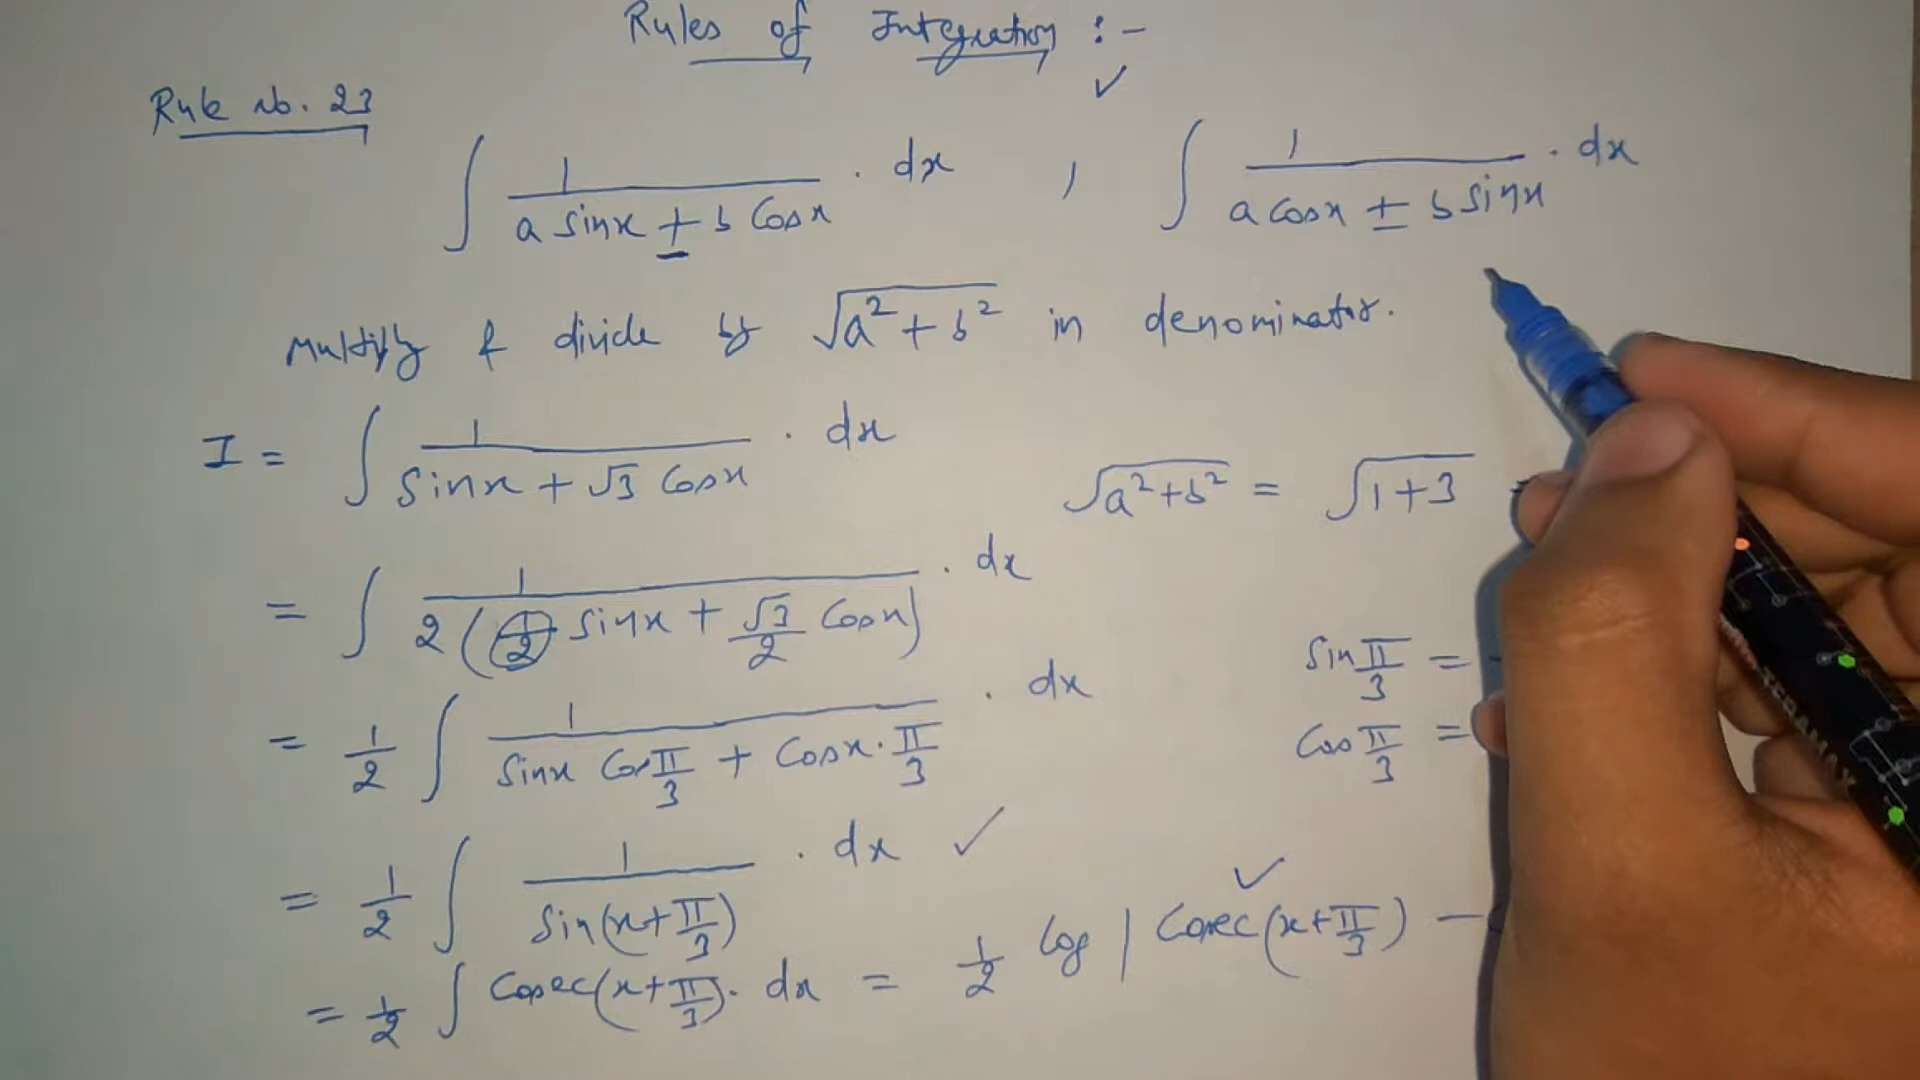 Rules of Integration :-
Rule No. 23
∫ 1/(a sinx ± b Cosx) . dx , ∫ 1/(a cosx ± b sinx) . dx
Multiply & divide by √(a²+b²) in denominator.
I = ∫ 1/(Sinx + √3 Cosx) . dx
√(a²+b²) = √(1+3)
= ∫ 1/(2(1/2 Sinx + √3/2 Cosx)) . dx
Sin π/3 =
Cos π/3 =
= 1/2 ∫ 1/(Sinx Cos π/3 + Cosx . π/3) . dx
= 1/2 ∫ 1/(Sin(x+π/3)) . dx ✓
= 1/2 ∫ Cosec(x+π/3) . dx = 1/2 log | Cosec(x+π/3) -